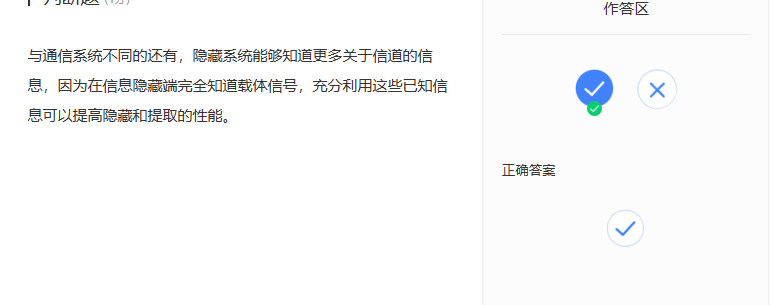 作答区
与通信系统不同的还有，隐藏系统能够知道更多关于信道的信
息，因为在信息隐藏端完全知道载体信号，充分利用这些已知信
息可以提高隐藏和提取的性能。
正确答案